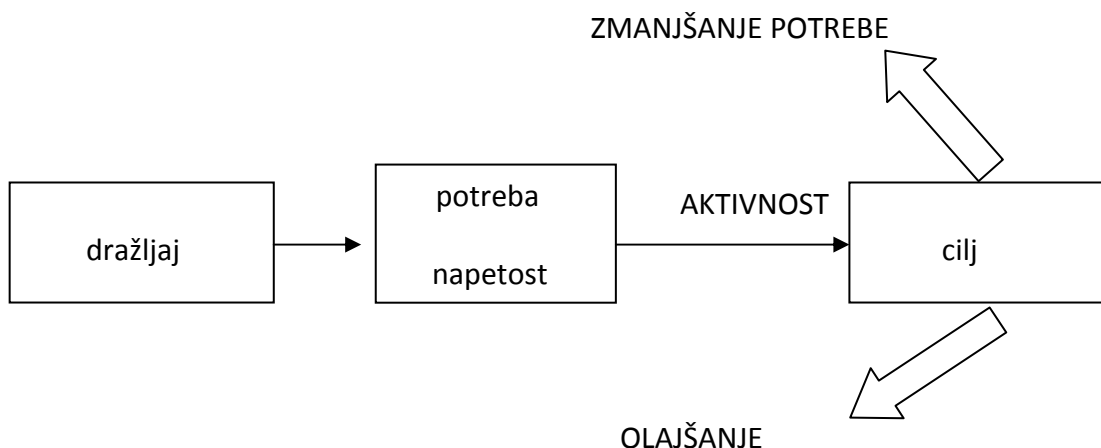 ZMANJŠANJE POTREBE
dražljaj
potreba
napetost
AKTIVNOST
cilj
OLAJŠANJE